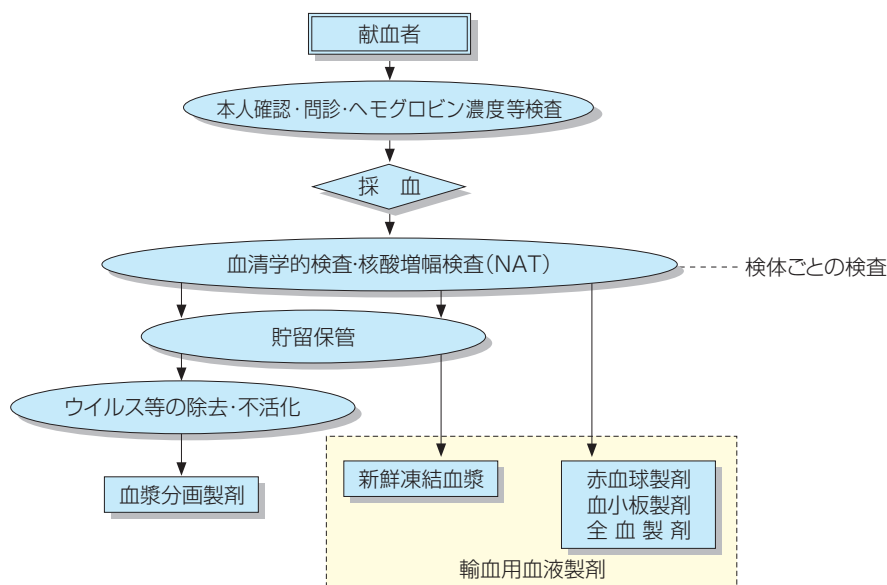 献血者
本人確認・問診・ヘモグロビン濃度等検査
採 血
血清学的検査・核酸増幅検査(NAT)
検体ごとの検査
貯留保管
ウイルス等の除去・不活化
血漿分画製剤
新鮮凍結血漿
赤血球製剤
血小板製剤
全 血 製 剤
輸血用血液製剤